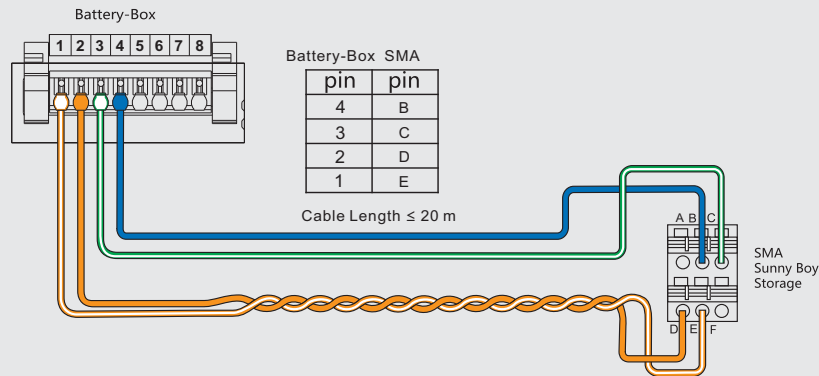 Battery-Box
1 2 3 4 5 6 7 8
Battery-Box SMA
pin pin
4 B
3 C
2 D
1 E
Cable Length ≤ 20 m
A B C
SMA
Sunny Boy
Storage
D E F